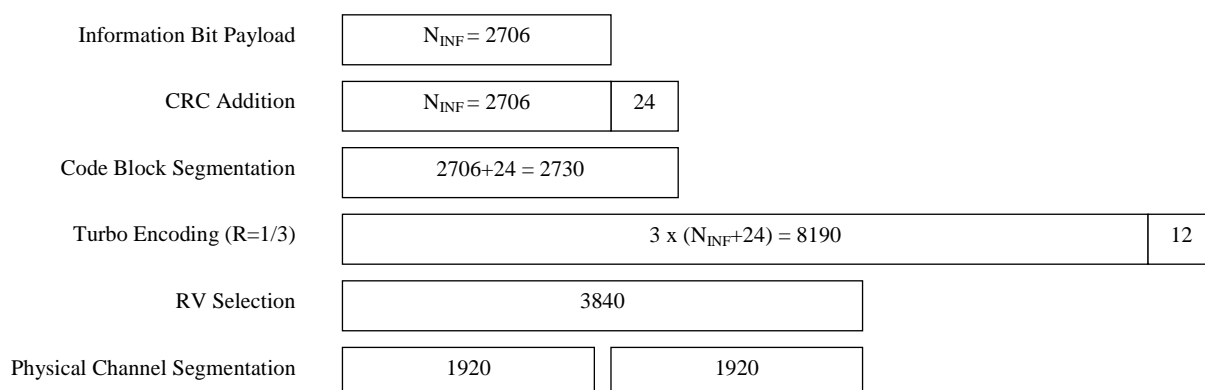 Information Bit Payload N_INF = 2706
CRC Addition N_INF = 2706 24
Code Block Segmentation 2706+24 = 2730
Turbo Encoding (R=1/3) 3 x (N_INF+24) = 8190 12
RV Selection 3840
Physical Channel Segmentation 1920 1920